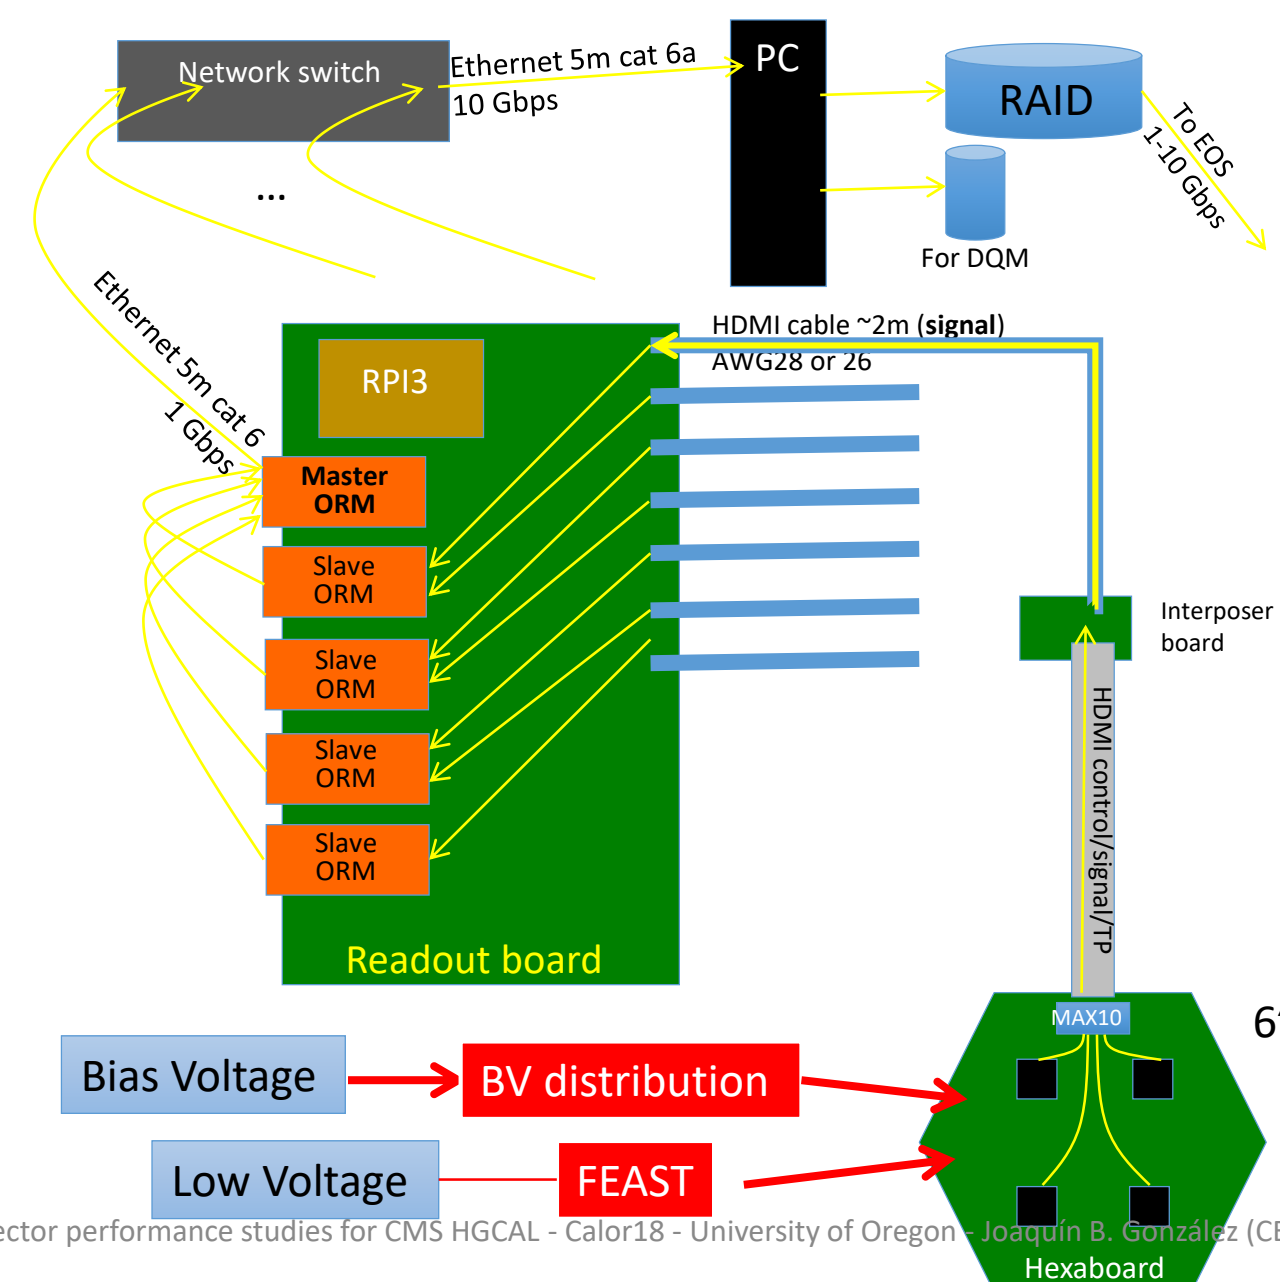 Network switch
Ethernet 5m cat 6a
10 Gbps
PC
RAID
To EOS
1-10 Gbps
...
For DQM
Ethernet 5m cat 6
1 Gbps
HDMI cable ~2m (signal)
AWG28 or 26
RPI3
Master
ORM
Slave
ORM
Slave
ORM
Slave
ORM
Slave
ORM
Interposer
board
HDMI control/signal/TP
Readout board
MAX10
Bias Voltage
BV distribution
Low Voltage
FEAST
performance studies for CMS HGCAL - Calor18 - University of Oregon - Joaquín B. González
Hexaboard